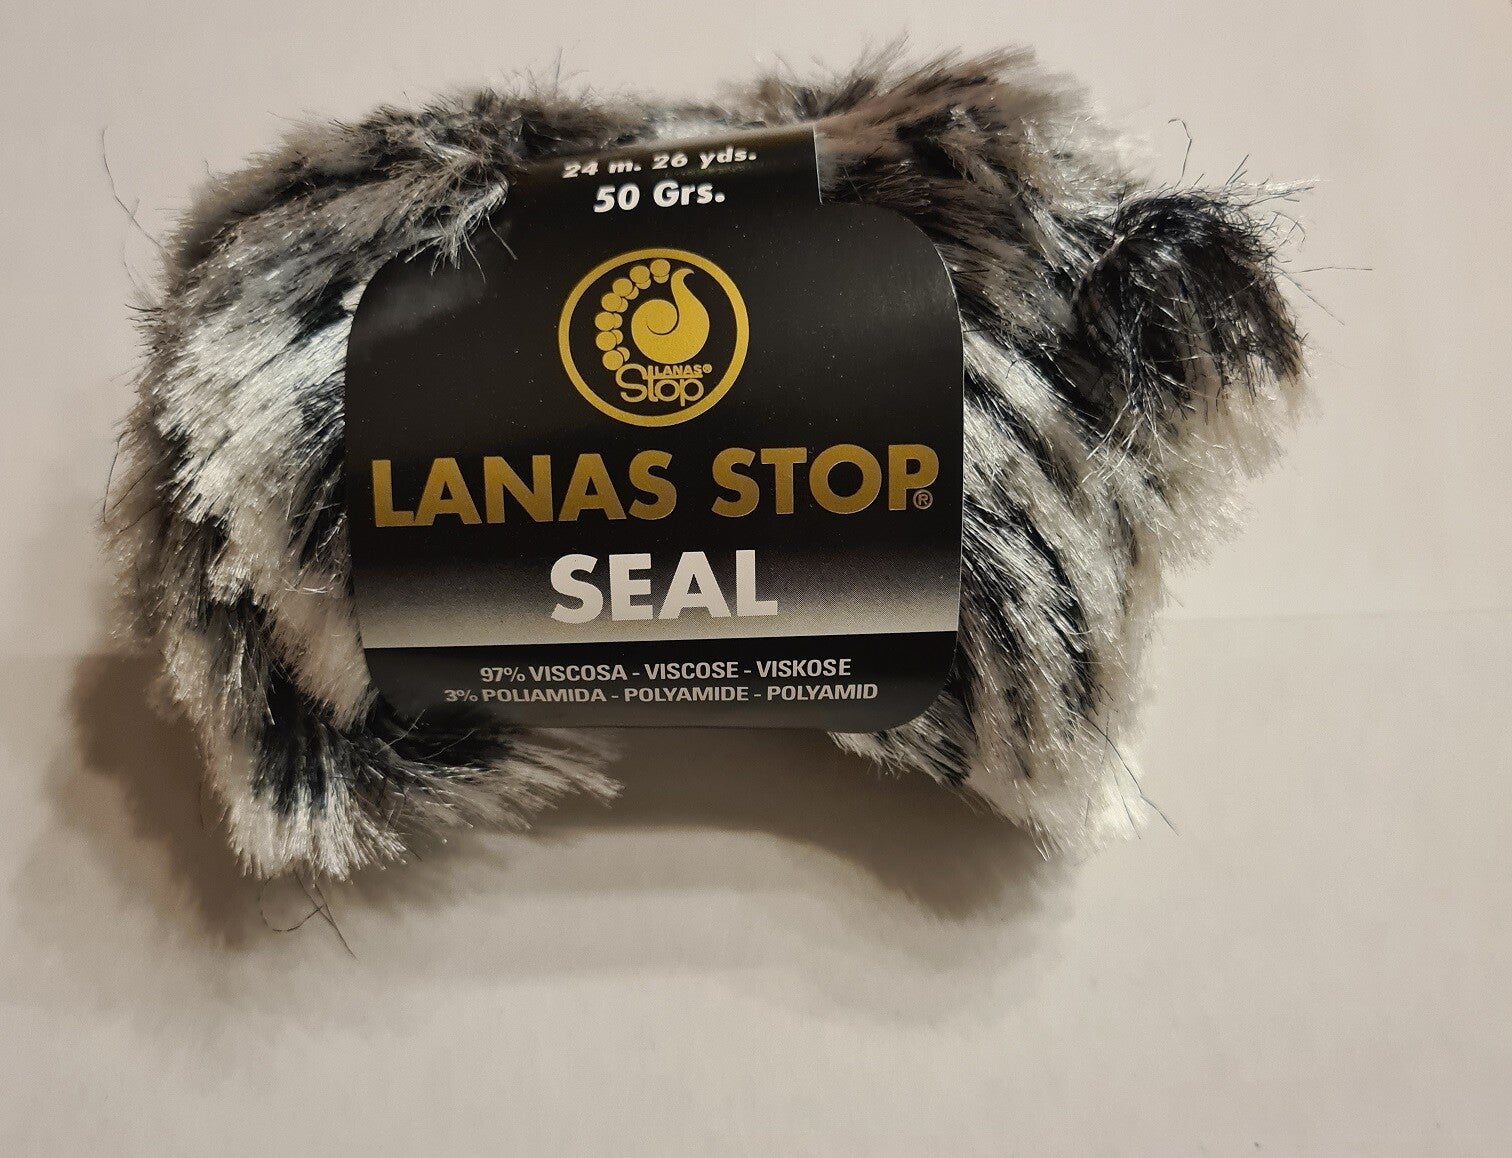 24 m. 26 yds.
50 Grs.
LANAS®
Stop
LANAS STOP®
SEAL
97% VISCOSA - VISCOSE - VISKOSE
3% POLIAMIDA - POLYAMIDE - POLYAMID